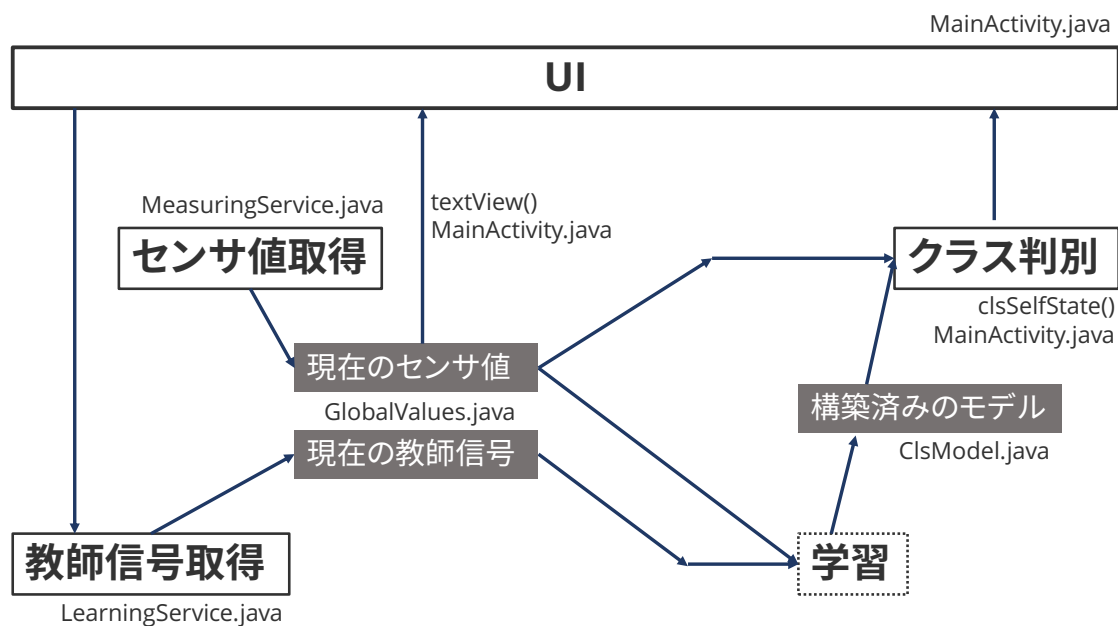 MainActivity.java
UI
textView()
MainActivity.java
MeasuringService.java
センサ値取得
クラス判別
clsSelfState()
MainActivity.java
現在のセンサ値
GlobalValues.java
現在の教師信号
構築済みのモデル
ClsModel.java
教師信号取得
LearningService.java
学習